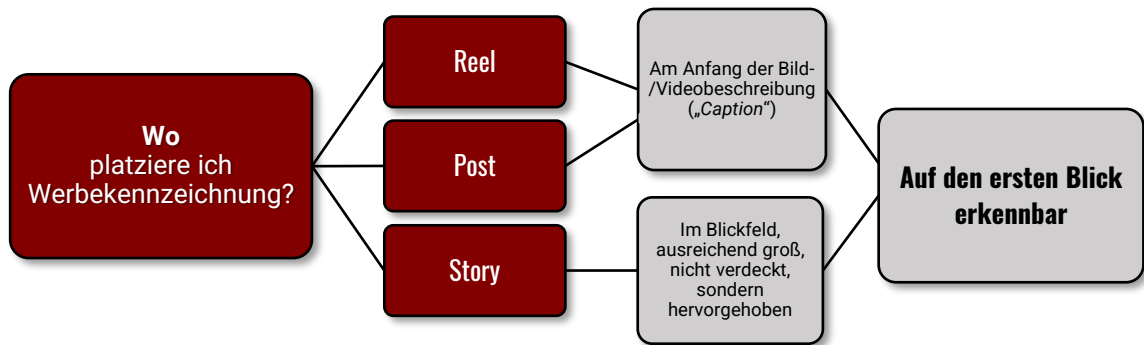 Wo
platziere ich
Werbekennzeichnung?
Reel
Post
Story
Am Anfang der Bild-
/Videobeschreibung
(„Caption“)
Im Blickfeld,
ausreichend groß,
nicht verdeckt,
sondern
hervorgehoben
Auf den ersten Blick
erkennbar